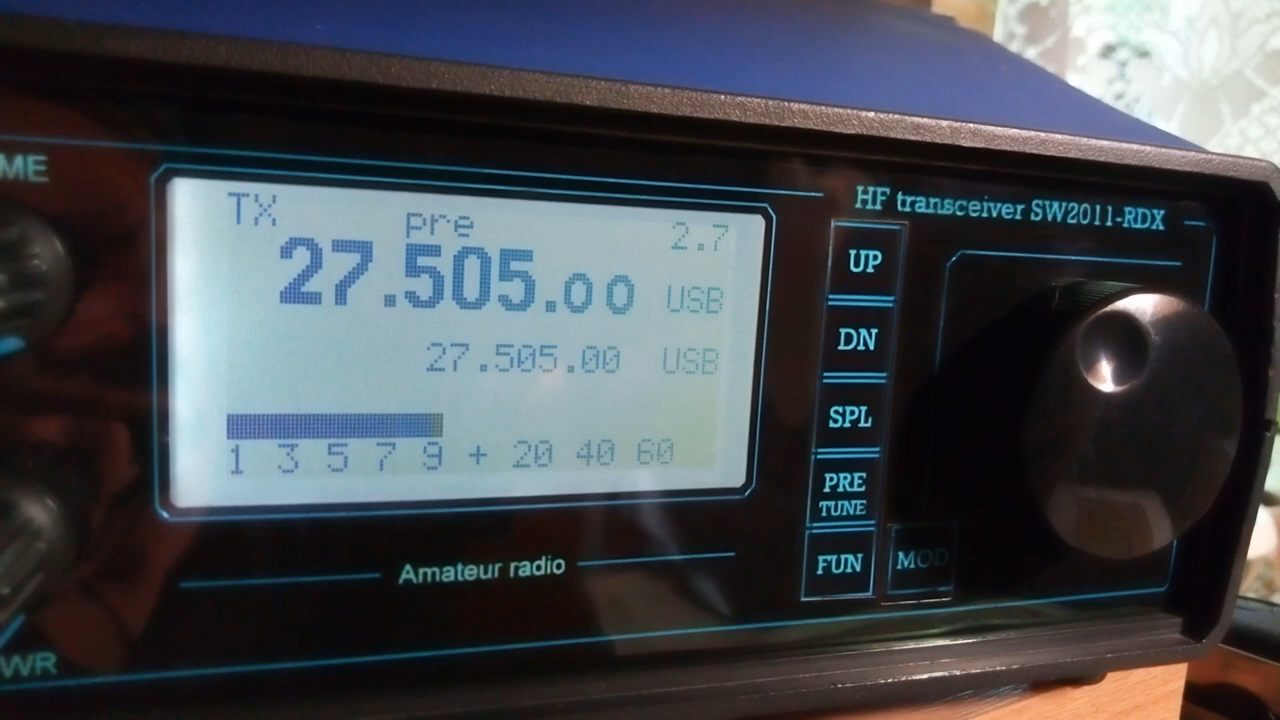 ME
HF transceiver SW2011-RDX
TX pre 2.7
27.505.00 USB
27.505.00 USB
1 3 5 7 9 + 20 40 60
UP
DN
SPL
PRE
TUNE
FUN
MOD
Amateur radio
WR